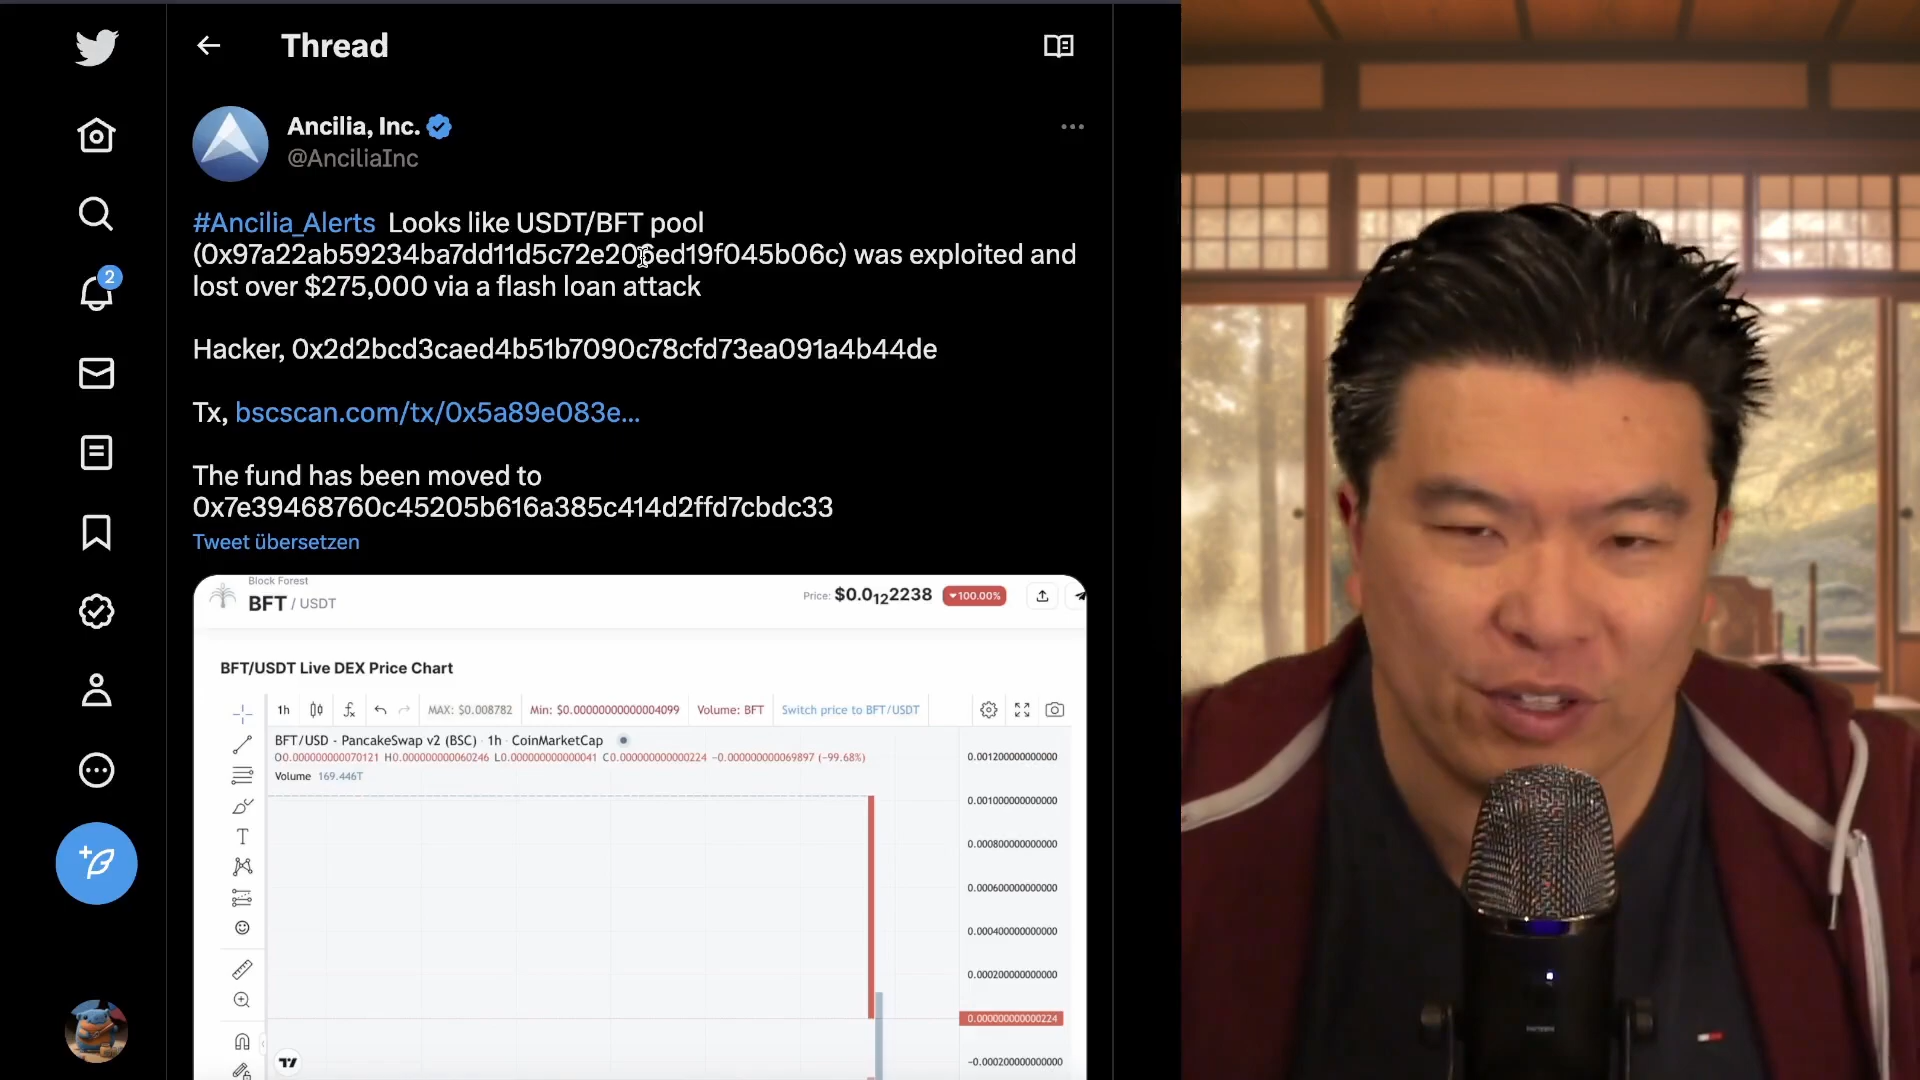 Thread
Ancilia, Inc.
@AnciliaInc
#Ancilia_Alerts Looks like USDT/BFT pool
(0x97a22ab59234ba7dd11d5c72e206ed19f045b06c) was exploited and
lost over $275,000 via a flash loan attack
Hacker, 0x2d2bcd3caed4b51b7090c78cfd73ea091a4b44de
Tx, bscscan.com/tx/0x5a89e083e...
The fund has been moved to
0x7e39468760c45205b616a385c414d2ffd7cbdc33
Tweet übersetzen
2
Block Forest
BFT / USDT
Price: $0.0₁₂2238 ▾100.00%
BFT/USDT Live DEX Price Chart
1h MAX: $0.008782 Min: $0.00000000000004099 Volume: BFT Switch price to BFT/USDT
BFT/USD - PancakeSwap v2 (BSC) · 1h · CoinMarketCap
O0.000000000070121 H0.000000000060246 L0.000000000000041 C0.000000000000224 −0.000000000069897 (−99.68%)
Volume 169.446T
0.001200000000000
0.001000000000000
0.000800000000000
0.000600000000000
0.000400000000000
0.000200000000000
0.000000000000224
−0.000200000000000